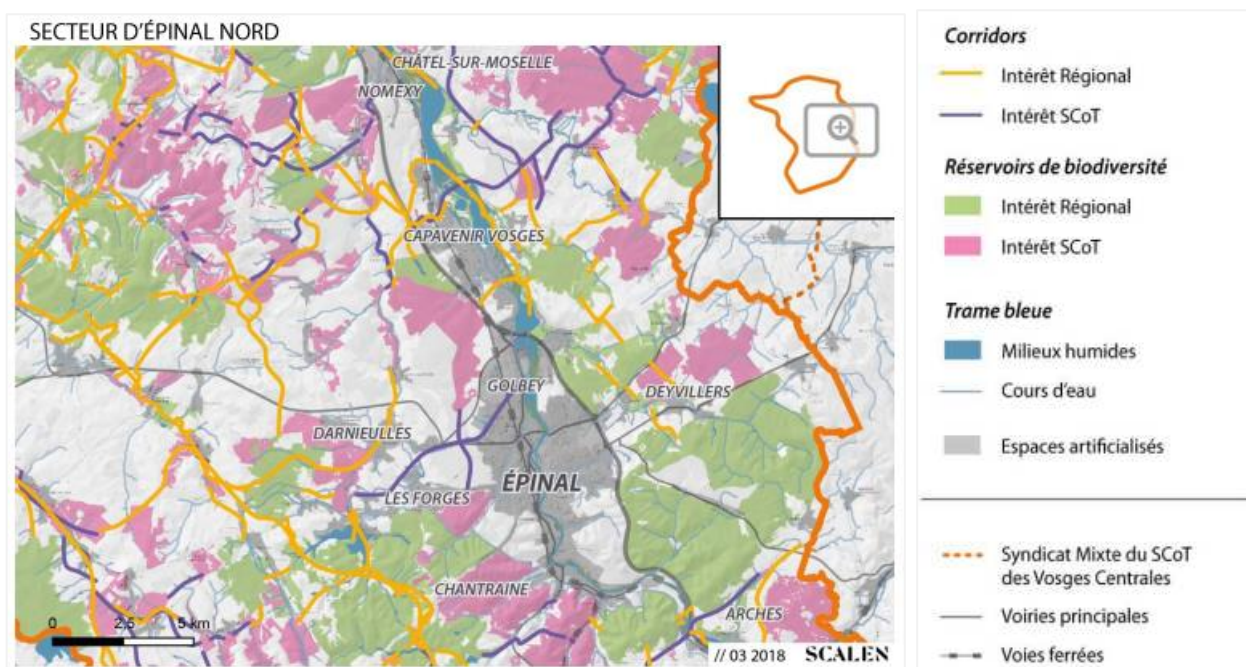 SECTEUR D'ÉPINAL NORD
CHÂTEL-SUR-MOSELLE
NOMEXY
CAPAVENIR VOSGES
GOLBEY
DEYVILLERS
DARNIEULLES
ÉPINAL
LES FORGES
CHANTRAINE
ARCHES
0 2,5 5 km
// 03 2018 SCALEN
Corridors
Intérêt Régional
Intérêt SCoT
Réservoirs de biodiversité
Intérêt Régional
Intérêt SCoT
Trame bleue
Milieux humides
Cours d'eau
Espaces artificialisés
Syndicat Mixte du SCoT
des Vosges Centrales
Voiries principales
Voies ferrées